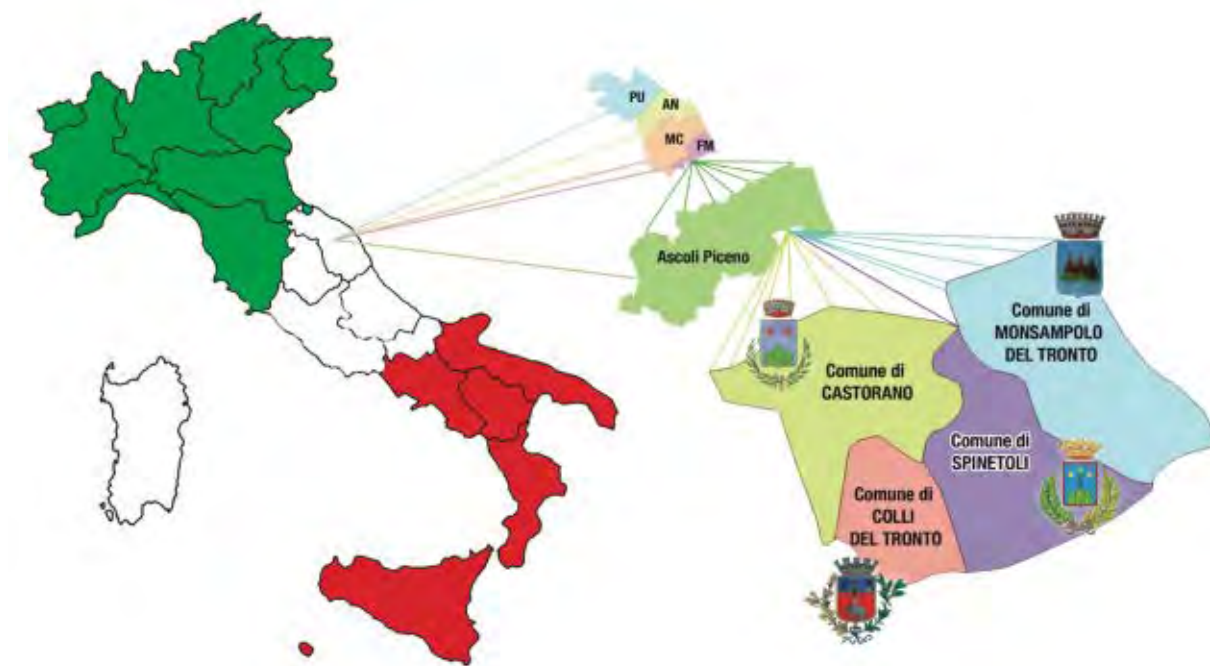 PU
AN
MC
FM
Ascoli Piceno
Comune di
MONSAMPOLO
DEL TRONTO
Comune di
CASTORANO
Comune di
SPINETOLI
Comune di
COLLI
DEL TRONTO